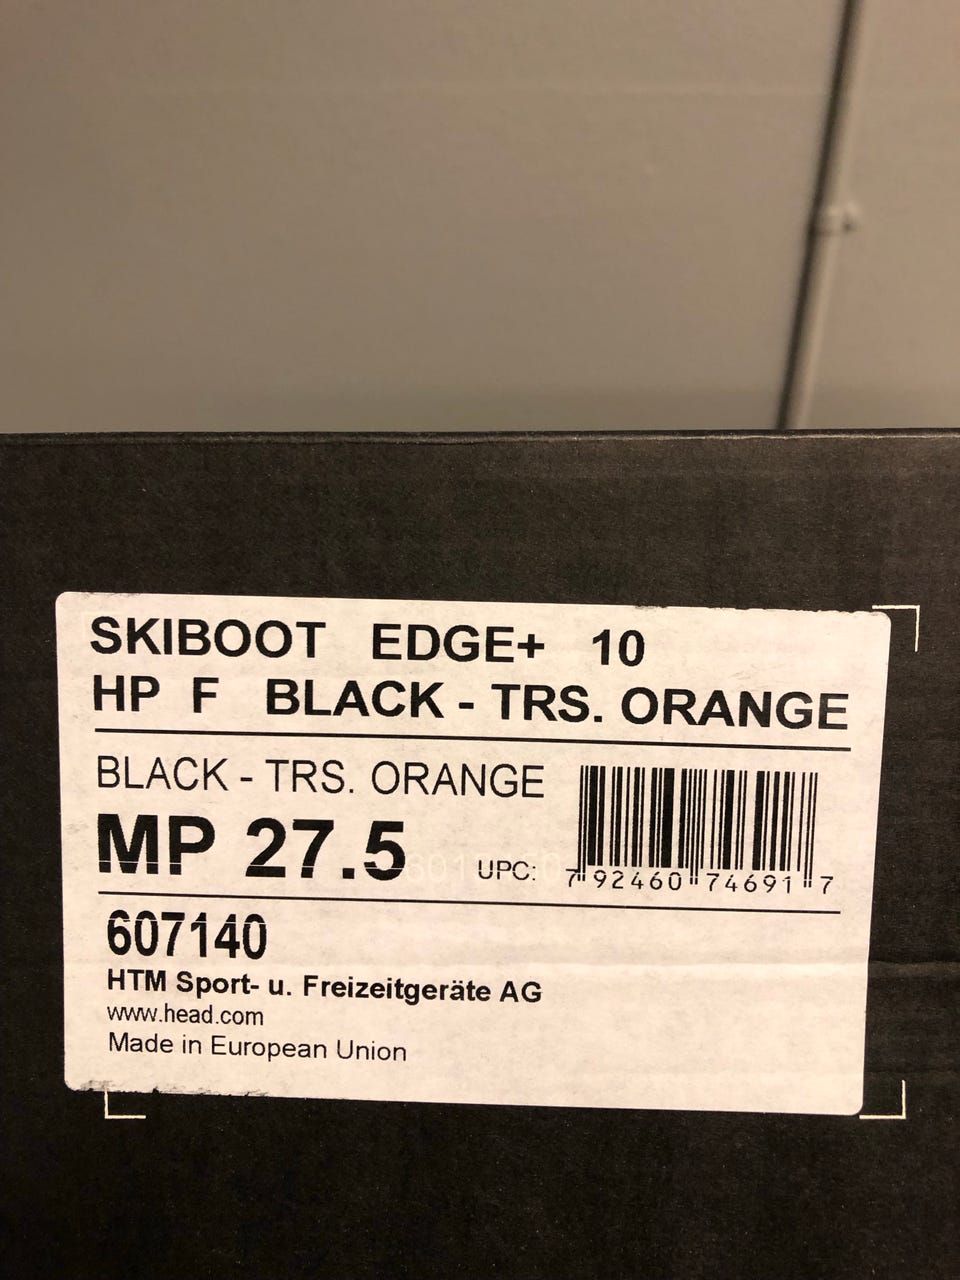 SKIBOOT EDGE+ 10
HP F BLACK - TRS. ORANGE
BLACK - TRS. ORANGE
MP 27.5
UPC: 7 92460 74691 7
607140
HTM Sport- u. Freizeitgeräte AG
www.head.com
Made in European Union